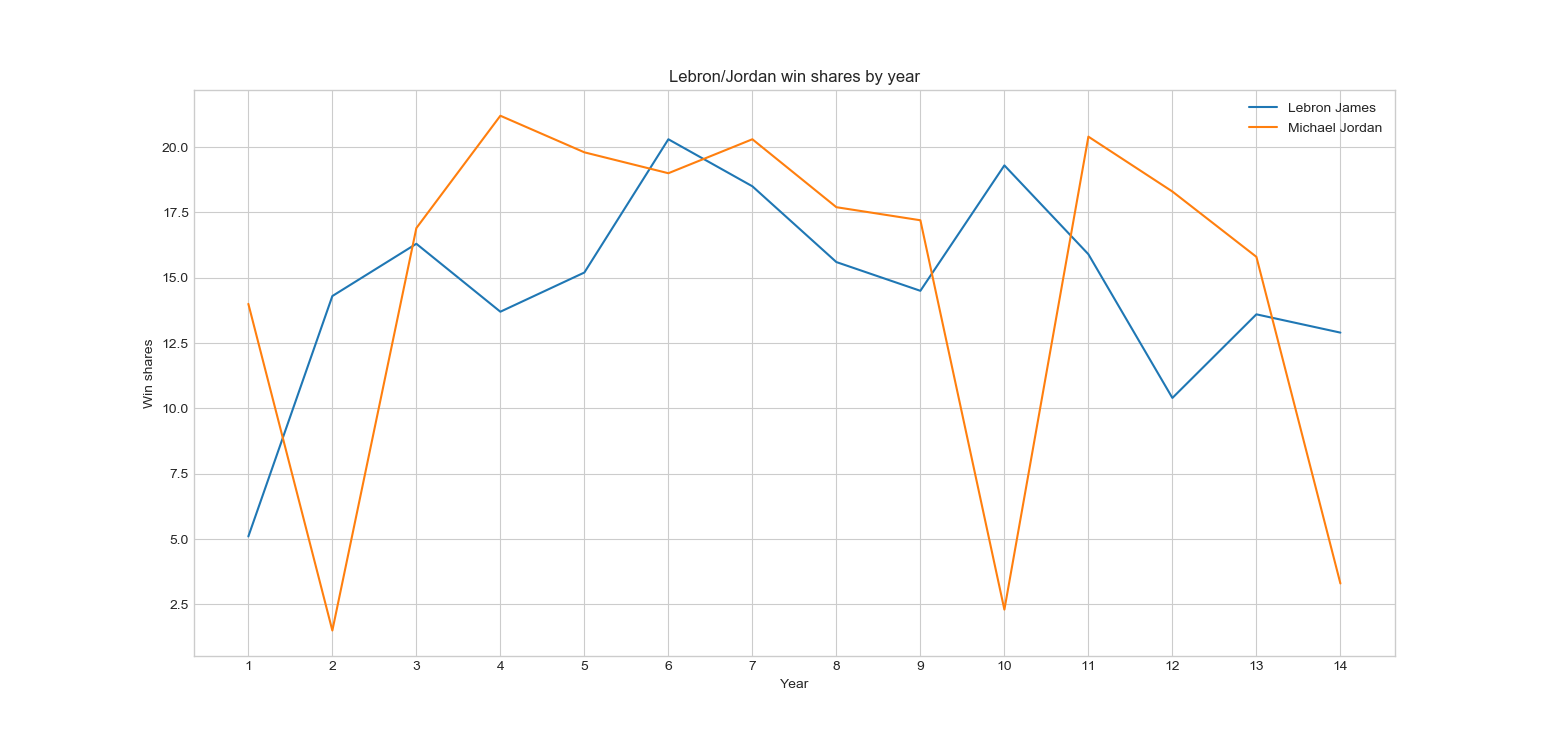 Lebron/Jordan win shares by year
Lebron James
Michael Jordan
Win shares
20.0
17.5
15.0
12.5
10.0
7.5
5.0
2.5
1 2 3 4 5 6 7 8 9 10 11 12 13 14
Year